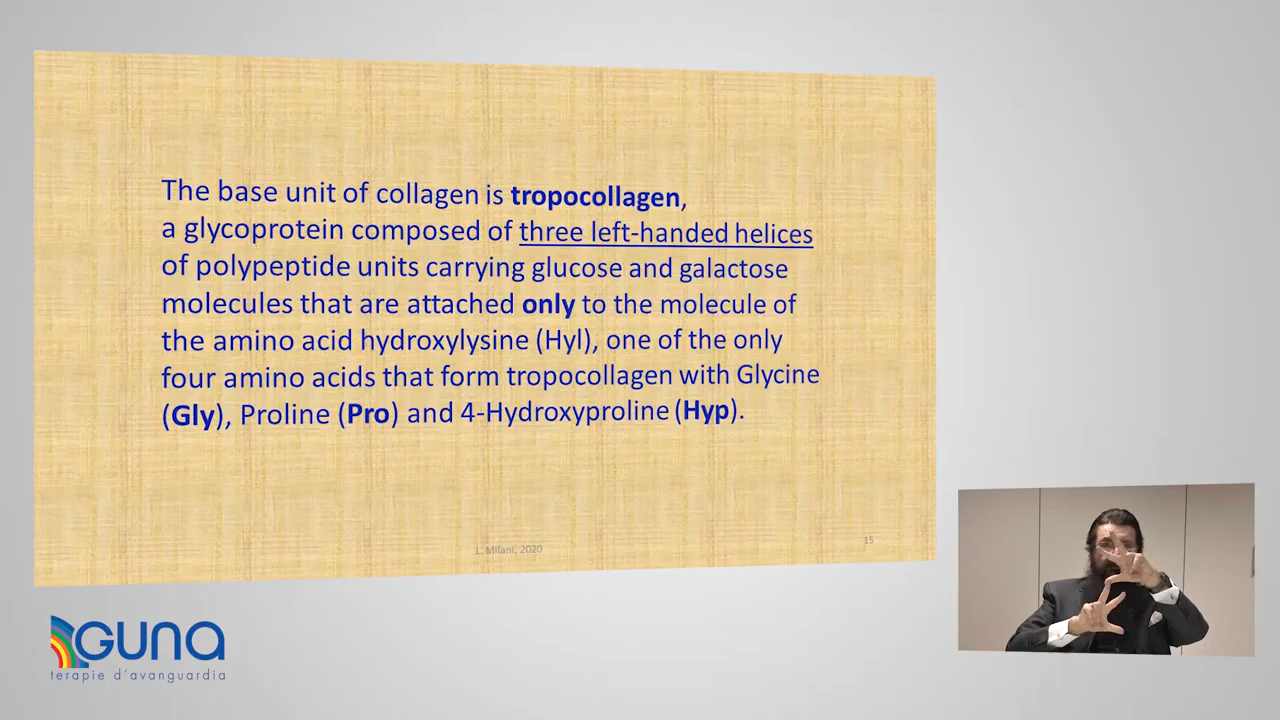 The base unit of collagen is tropocollagen,
a glycoprotein composed of three left-handed helices
of polypeptide units carrying glucose and galactose
molecules that are attached only to the molecule of
the amino acid hydroxylysine (Hyl), one of the only
four amino acids that form tropocollagen with Glycine
(Gly), Proline (Pro) and 4-Hydroxyproline (Hyp).
L. Milani, 2020
15
GUNA
terapie d'avanguardia